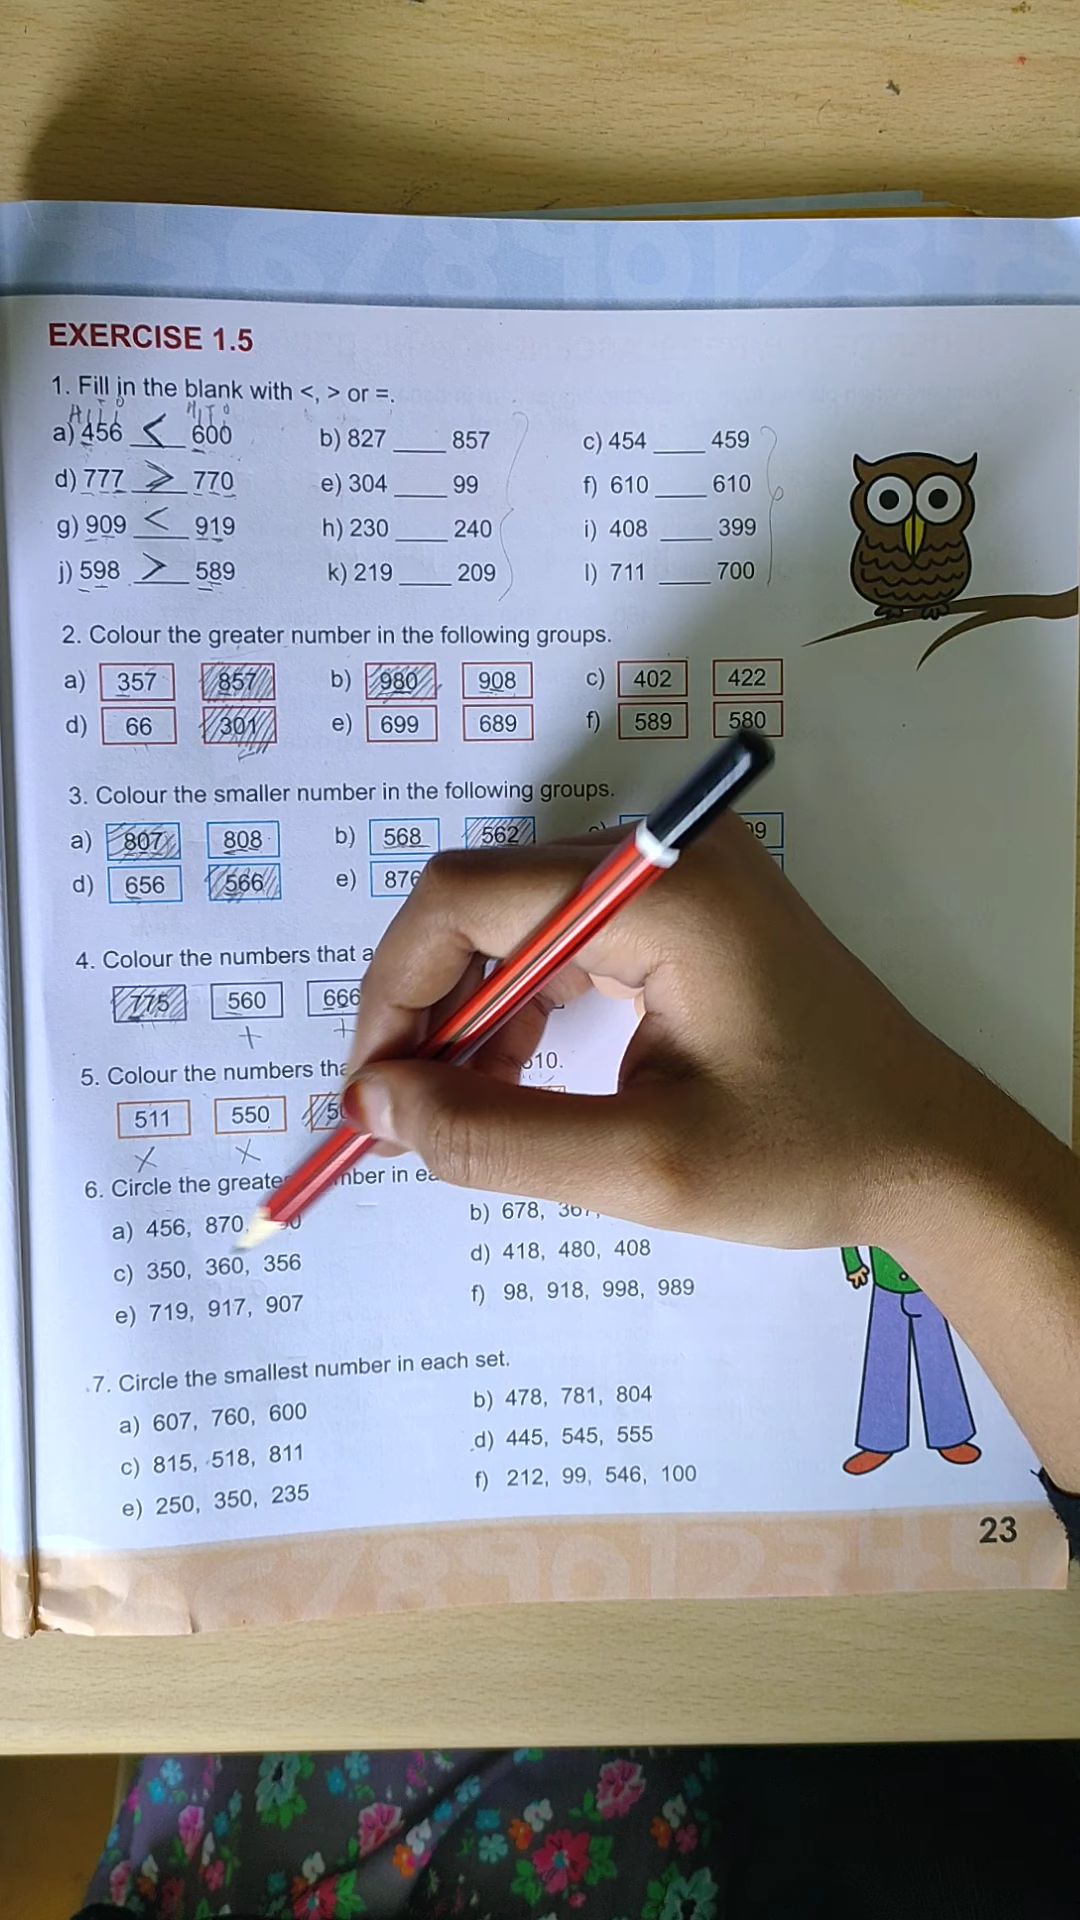 EXERCISE 1.5
1. Fill in the blank with <, > or =.
H T O H T O
a) 456 < 600 b) 827 ____ 857 c) 454 ____ 459
d) 777 > 770 e) 304 ____ 99 f) 610 ____ 610
g) 909 < 919 h) 230 ____ 240 i) 408 ____ 399
j) 598 > 589 k) 219 ____ 209 l) 711 ____ 700
2. Colour the greater number in the following groups.
a) 357 857 b) 980 908 c) 402 422
d) 66 301 e) 699 689 f) 589 580
3. Colour the smaller number in the following groups.
a) 807 808 b) 568 562
d) 656 566 e) 876
4. Colour the numbers that
775 560 666
5. Colour the numbers 510.
511 550
6. Circle the in
a) 456, 870, b) 678,
c) 350, 360, 356 d) 418, 480, 408
e) 719, 917, 907 f) 98, 918, 998, 989
7. Circle the smallest number in each set.
a) 607, 760, 600 b) 478, 781, 804
c) 815, 518, 811 d) 445, 545, 555
e) 250, 350, 235 f) 212, 99, 546, 100
23